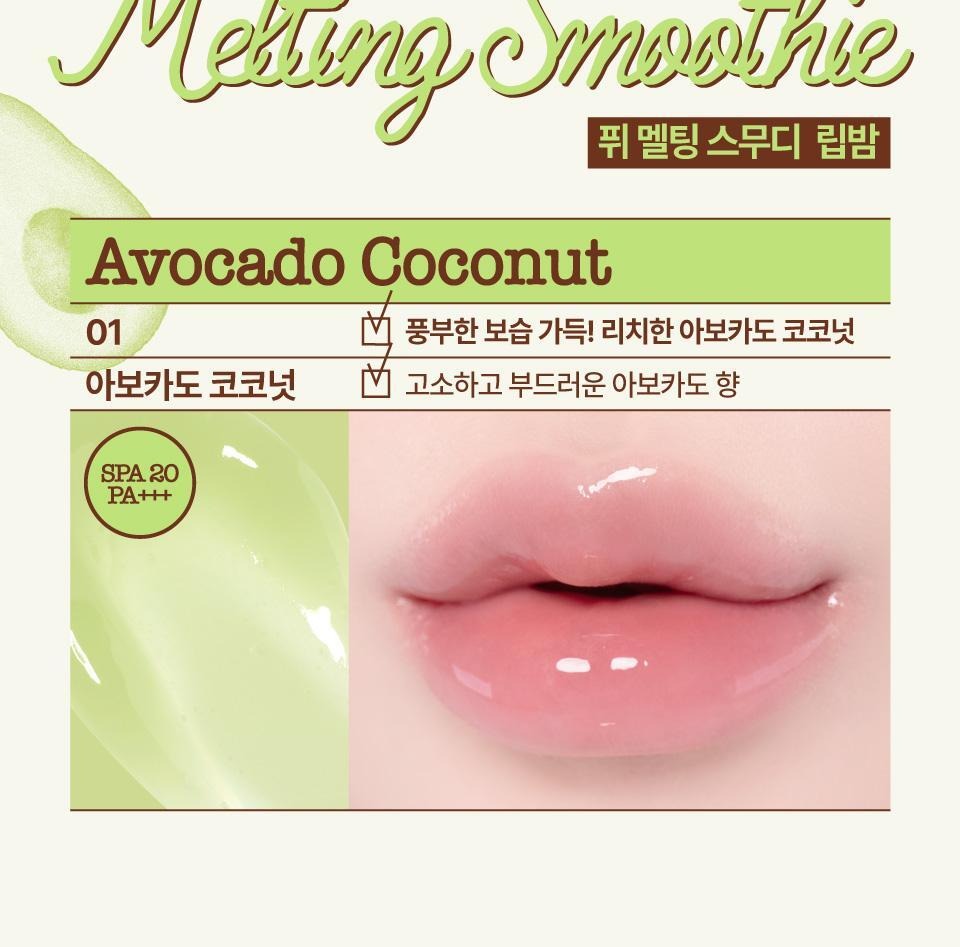 Melting Smoothie
퓌 멜팅 스무디 립밤
Avocado Coconut
01
풍부한 보습 가득! 리치한 아보카도 코코넛
아보카도 코코넛
고소하고 부드러운 아보카도 향
SPA 20
PA+++